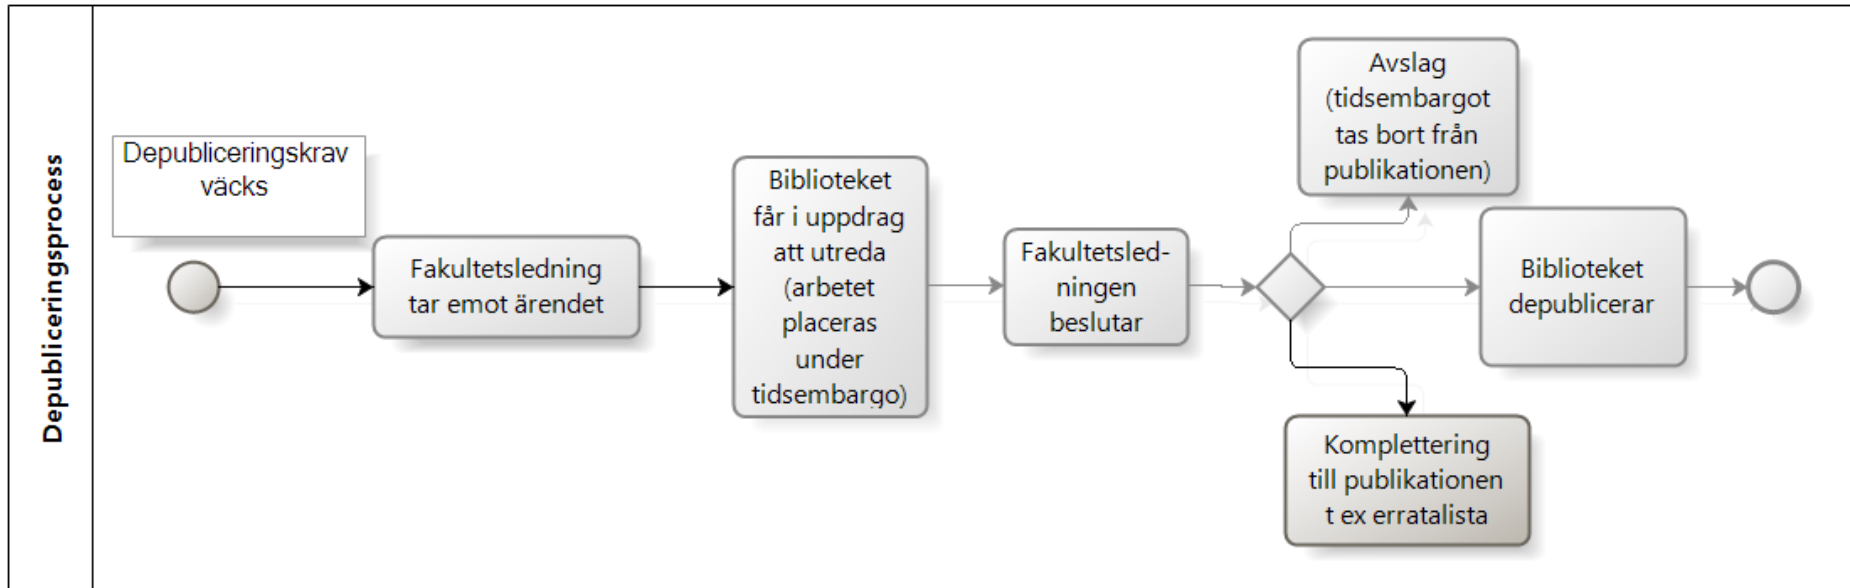 Depubliceringsprocess
Depubliceringskrav
väcks
Fakultetsledning
tar emot ärendet
Biblioteket
får i uppdrag
att utreda
(arbetet
placeras
under
tidsembargo)
Fakultetsled-
ningen
beslutar
Avslag
(tidsembargot
tas bort från
publikationen)
Biblioteket
depublicerar
Komplettering
till publikationen
t ex erratalista